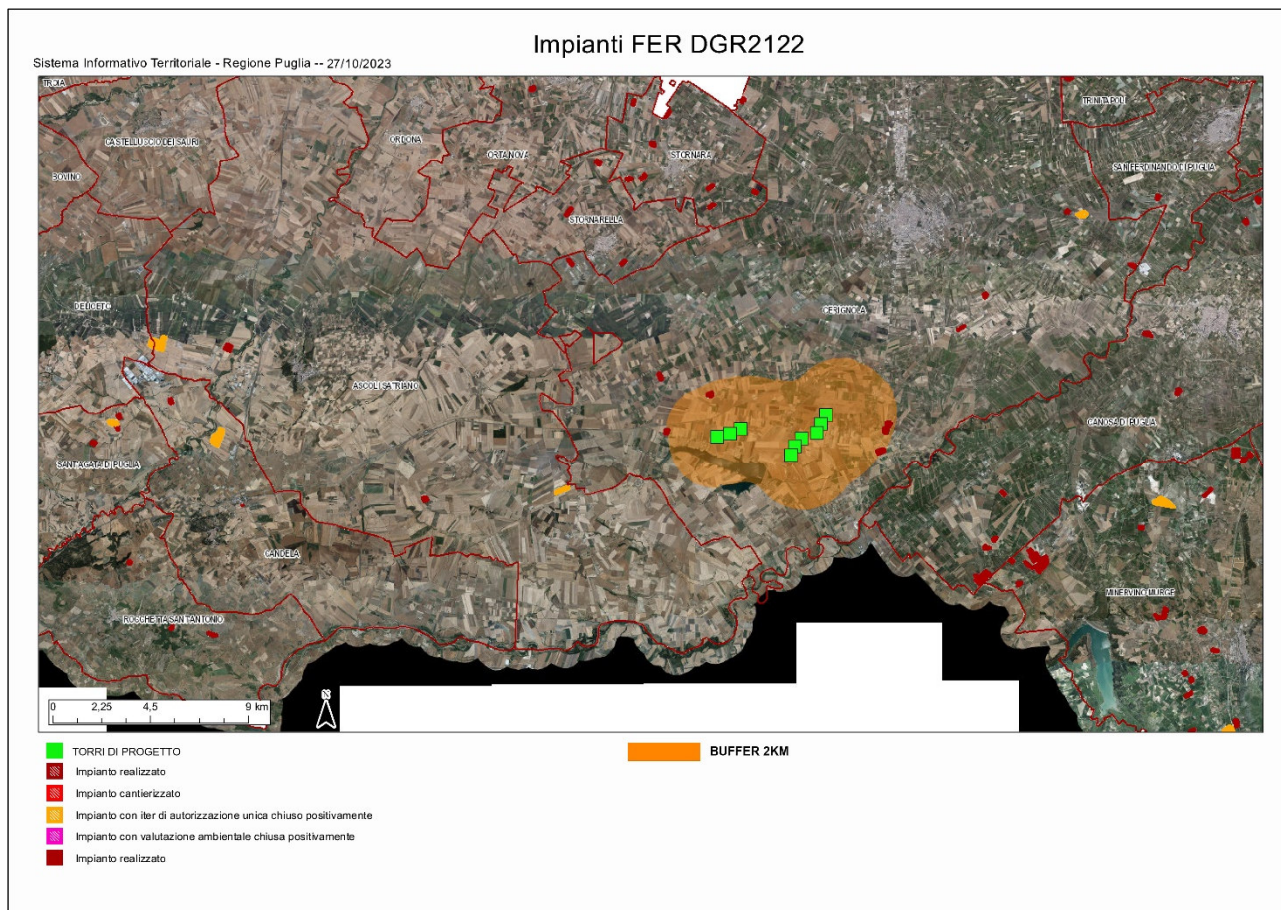 Impianti FER DGR2122
Sistema Informativo Territoriale - Regione Puglia -- 27/10/2023
TROIA
CASTELLUCCIO DEI SAURI
ORDONA
ORTANOVA
STORNARA
TRINITAPOLI
BOVINO
SAN FERDINANDO DI PUGLIA
STORNARELLA
DELICETO
CERIGNOLA
ASCOLI SATRIANO
CANOSA DI PUGLIA
SANT'AGATA DI PUGLIA
CANDELA
MINERVINO MURGE
ROCCHETTA SANT'ANTONIO
N
0 2,25 4,5 9 km
TORRI DI PROGETTO
BUFFER 2KM
Impianto realizzato
Impianto cantierizzato
Impianto con iter di autorizzazione unica chiuso positivamente
Impianto con valutazione ambientale chiusa positivamente
Impianto realizzato